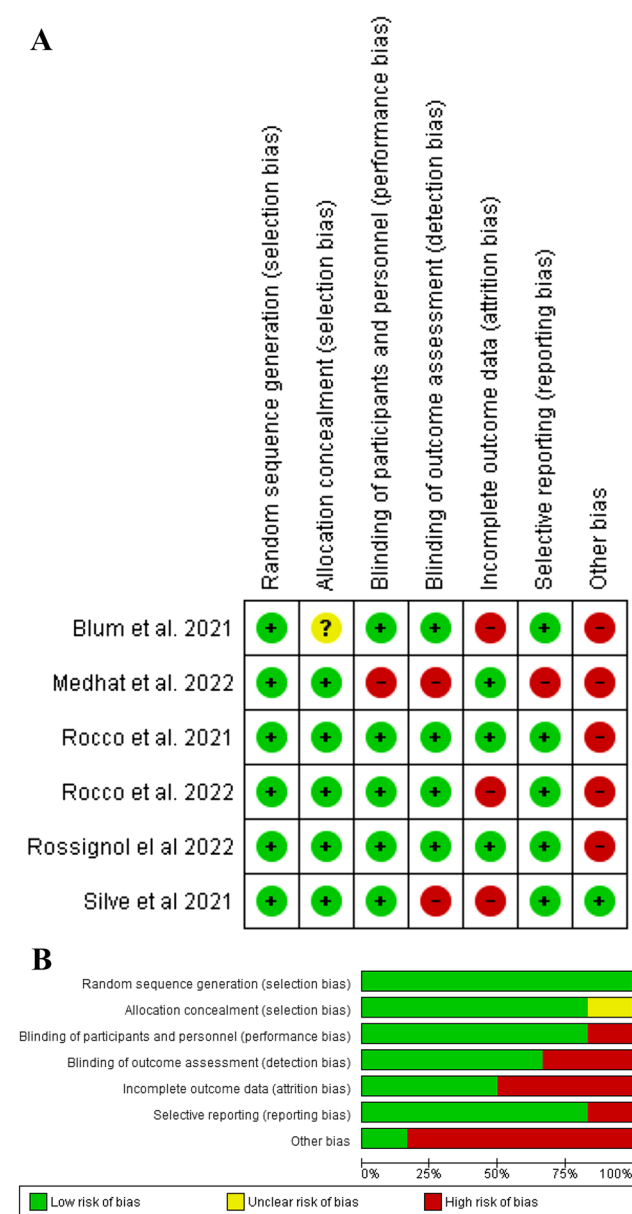 A
Random sequence generation (selection bias)
Allocation concealment (selection bias)
Blinding of participants and personnel (performance bias)
Blinding of outcome assessment (detection bias)
Incomplete outcome data (attrition bias)
Selective reporting (reporting bias)
Other bias
Blum et al. 2021 + ? + + - + -
Medhat et al. 2022 + + - - + - -
Rocco et al. 2021 + + + + + + -
Rocco et al. 2022 + + + + - + -
Rossignol el al 2022 + + + + + + -
Silve et al 2021 + + + - - + +
B
Random sequence generation (selection bias)
Allocation concealment (selection bias)
Blinding of participants and personnel (performance bias)
Blinding of outcome assessment (detection bias)
Incomplete outcome data (attrition bias)
Selective reporting (reporting bias)
Other bias
0% 25% 50% 75% 100%
Low risk of bias Unclear risk of bias High risk of bias